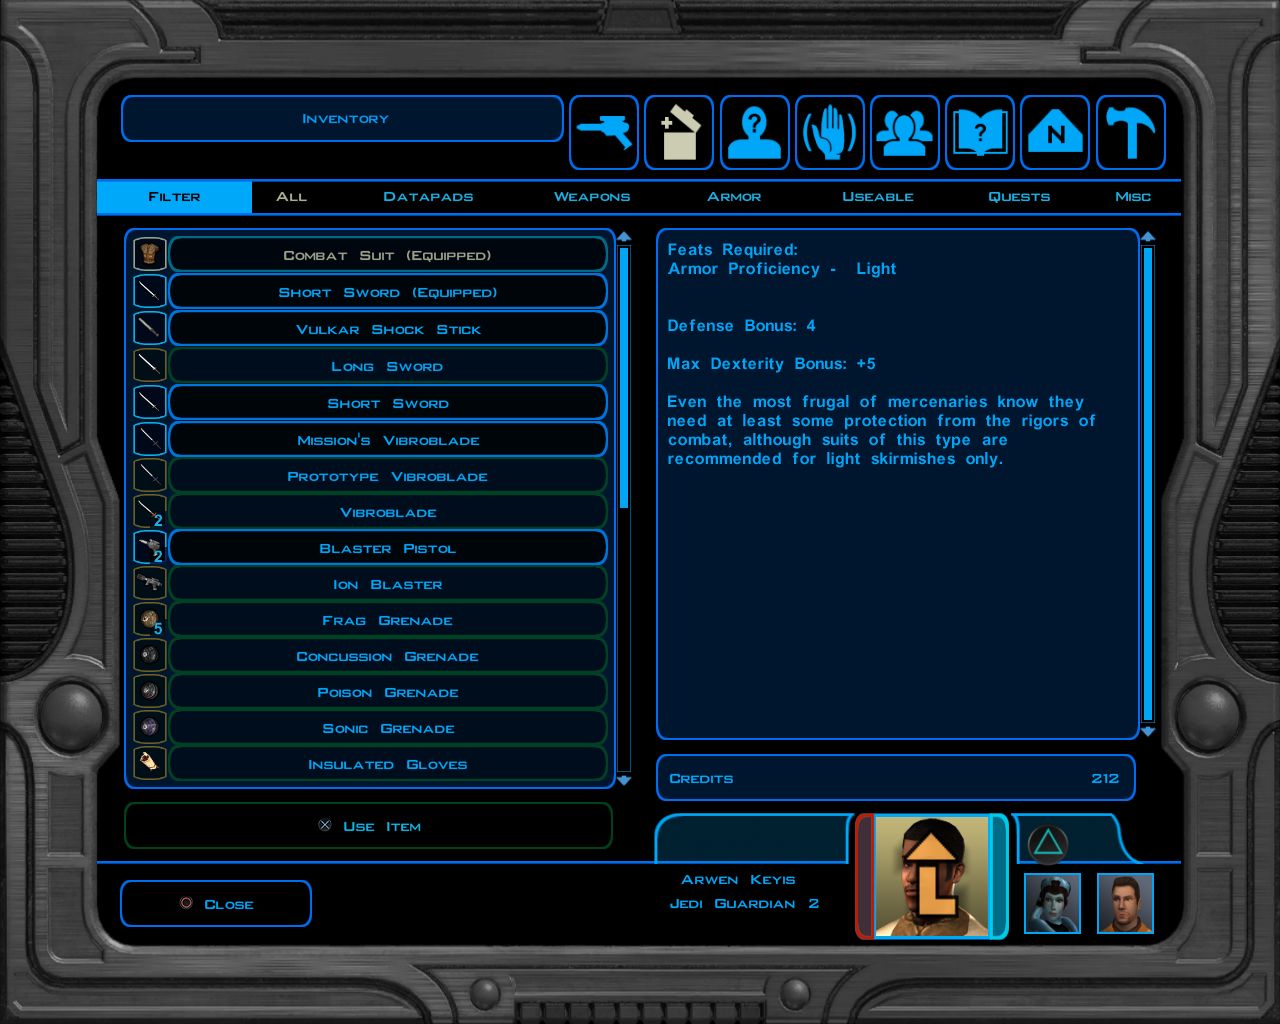 Inventory
?
?
N
Filter
All
Datapads
Weapons
Armor
Useable
Quests
Misc
Combat Suit (Equipped)
Short Sword (Equipped)
Vulkar Shock Stick
Long Sword
Short Sword
Mission's Vibroblade
Prototype Vibroblade
2
Vibroblade
2
Blaster Pistol
Ion Blaster
5
Frag Grenade
Concussion Grenade
Poison Grenade
Sonic Grenade
Insulated Gloves
Use Item
Close
Feats Required:
Armor Proficiency - Light
Defense Bonus: 4
Max Dexterity Bonus: +5
Even the most frugal of mercenaries know they
need at least some protection from the rigors of
combat, although suits of this type are
recommended for light skirmishes only.
Credits 212
Arwen Keyis
Jedi Guardian 2
L